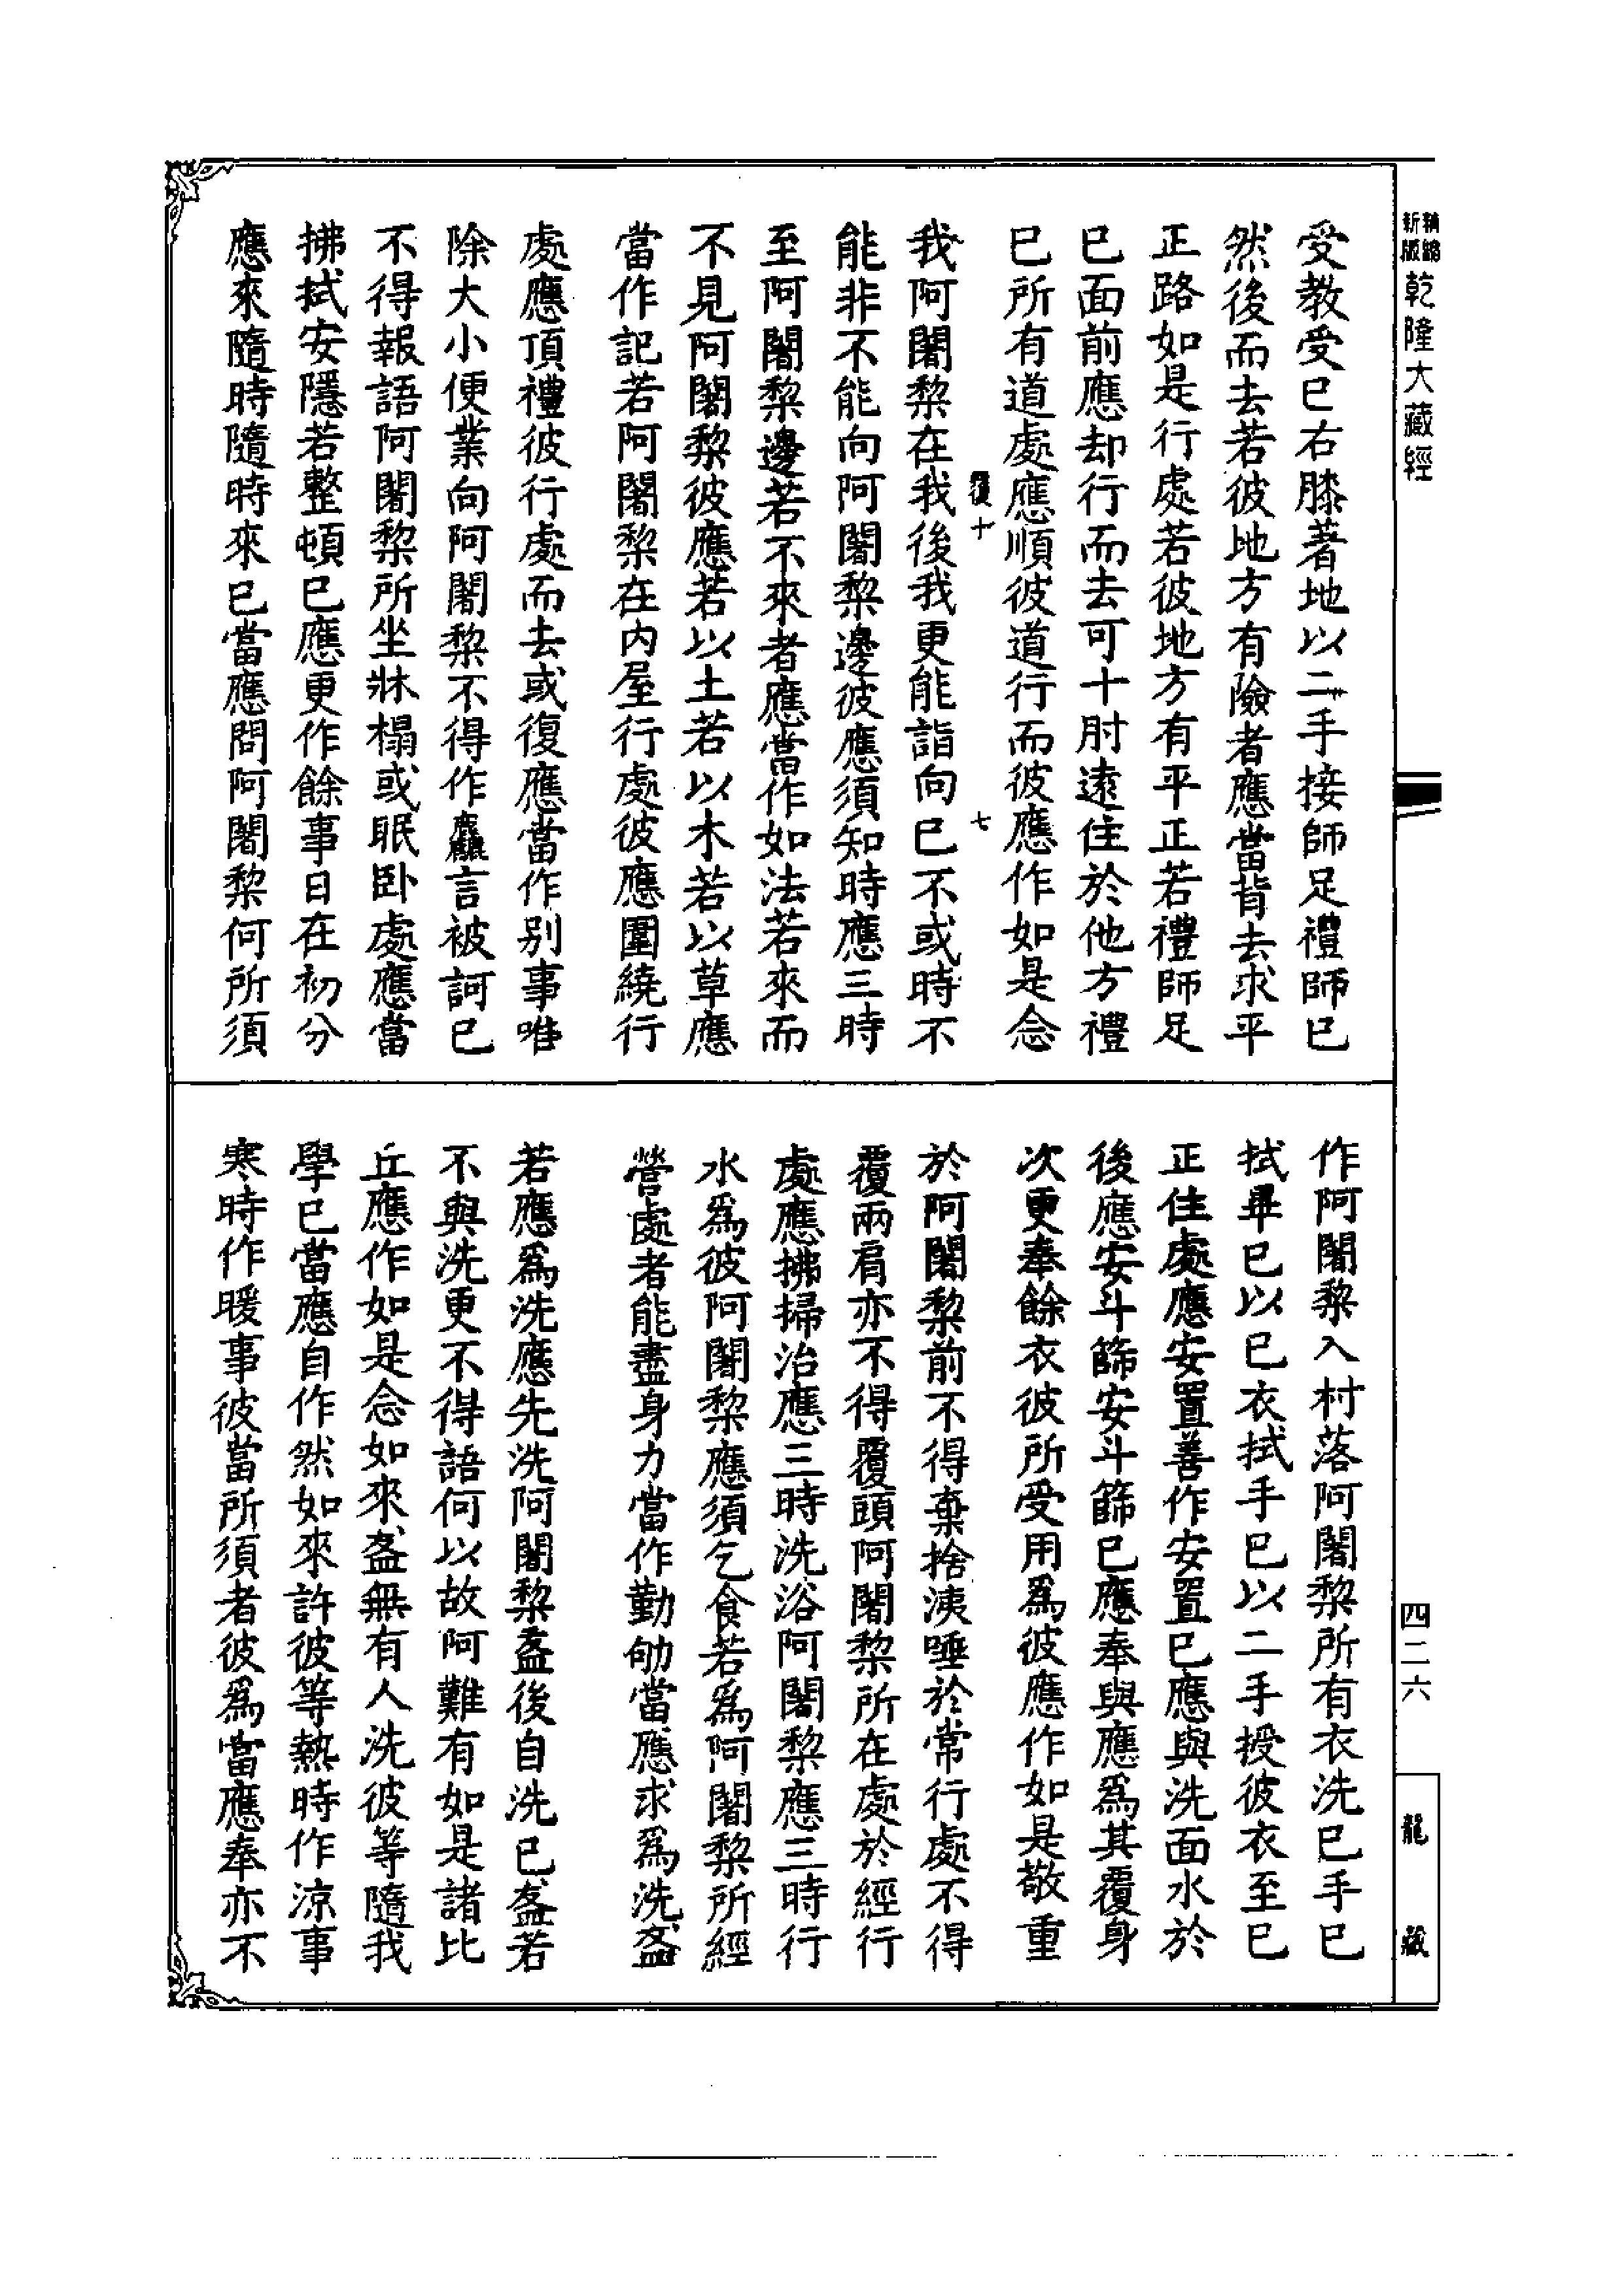 新版精縮乾隆大藏經
受教受已右膝著地以二手接師足禮師已
然後而去若彼地方有險者應當背去求平
正路如是行處若彼地方有平正若禮師足
已面前應却行而去可十肘遠住於他方禮
已所有道處應順彼道行而彼應作如是念
十 七
我阿闍黎在我後我更能詣向已不或時不
能非不能向阿闍黎邊彼應須知時應三時
至阿闍黎邊若不來者應當作如法若來而
不見阿闍黎彼應若以土若以木若以草應
當作記若阿闍黎在内屋行處彼應圍繞行
處應頂禮彼行處而去或復應當作别事唯
除大小便業向阿闍黎不得作麤言被訶已
不得報語阿闍黎所坐牀榻或眠卧處應當
拂拭安隱若整頓已應更作餘事日在初分
應來隨時隨時來已當應問阿闍黎何所須
作阿闍黎入村落阿闍黎所有衣洗已手已
拭畢已以已衣拭手已以二手授彼衣至已
正住處應安置善作安置已應與洗面水於
後應安斗篩安斗篩已應奉與應爲其覆身
次更奉餘衣彼所受用爲彼應作如是敬重
於阿闍黎前不得棄捨洟唾於常行處不得
覆兩肩亦不得覆頭阿闍黎所在處於經行
處應拂掃治應三時洗浴阿闍黎應三時行
水爲彼阿闍黎應須乞食若爲阿闍黎所經
營處者能盡身力當作勤劬當應求爲洗盔
若應爲洗應先洗阿闍黎盔後自洗已盔若
不與洗更不得語何以故阿難有如是諸比
丘應作如是念如來盔無有人洗彼等隨我
學已當應自作然如來許彼等熱時作涼事
寒時作暖事彼當所須者彼爲當應奉亦不
四二六
龍藏